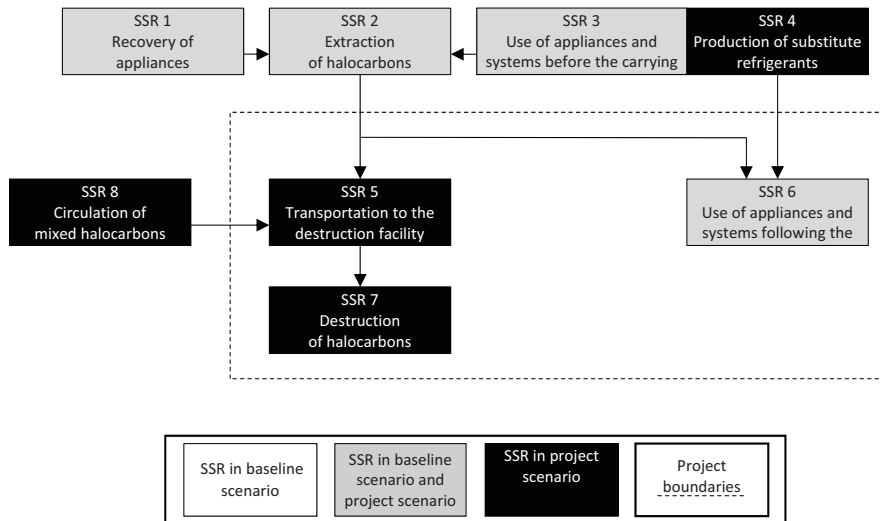 SSR 1
Recovery of
appliances
SSR 2
Extraction
of halocarbons
SSR 3
Use of appliances and
systems before the carrying
SSR 4
Production of substitute
refrigerants
SSR 8
Circulation of
mixed halocarbons
SSR 5
Transportation to the
destruction facility
SSR 6
Use of appliances and
systems following the
SSR 7
Destruction
of halocarbons
SSR in baseline
scenario
SSR in baseline
scenario and
project scenario
SSR in project
scenario
Project
boundaries